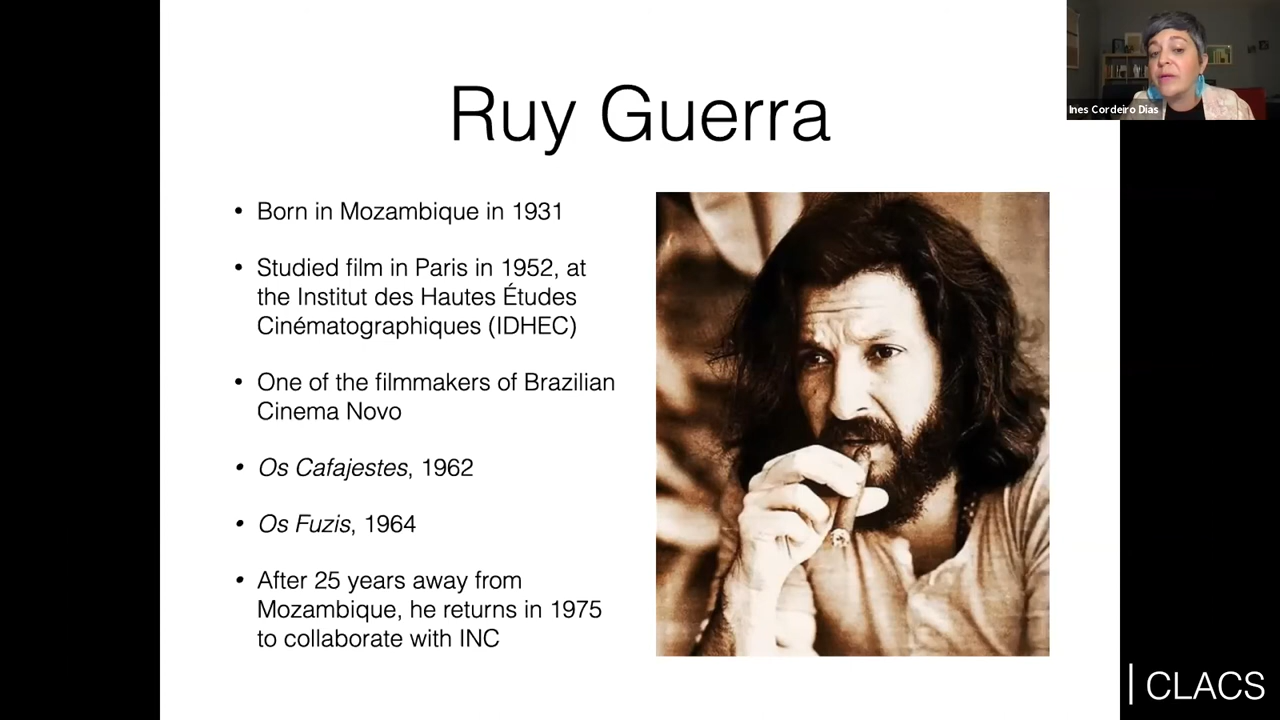 Ruy Guerra
• Born in Mozambique in 1931
• Studied film in Paris in 1952, at
the Institut des Hautes Études
Cinématographiques (IDHEC)
• One of the filmmakers of Brazilian
Cinema Novo
• Os Cafajestes, 1962
• Os Fuzis, 1964
• After 25 years away from
Mozambique, he returns in 1975
to collaborate with INC
Ines Cordeiro Dias
| CLACS